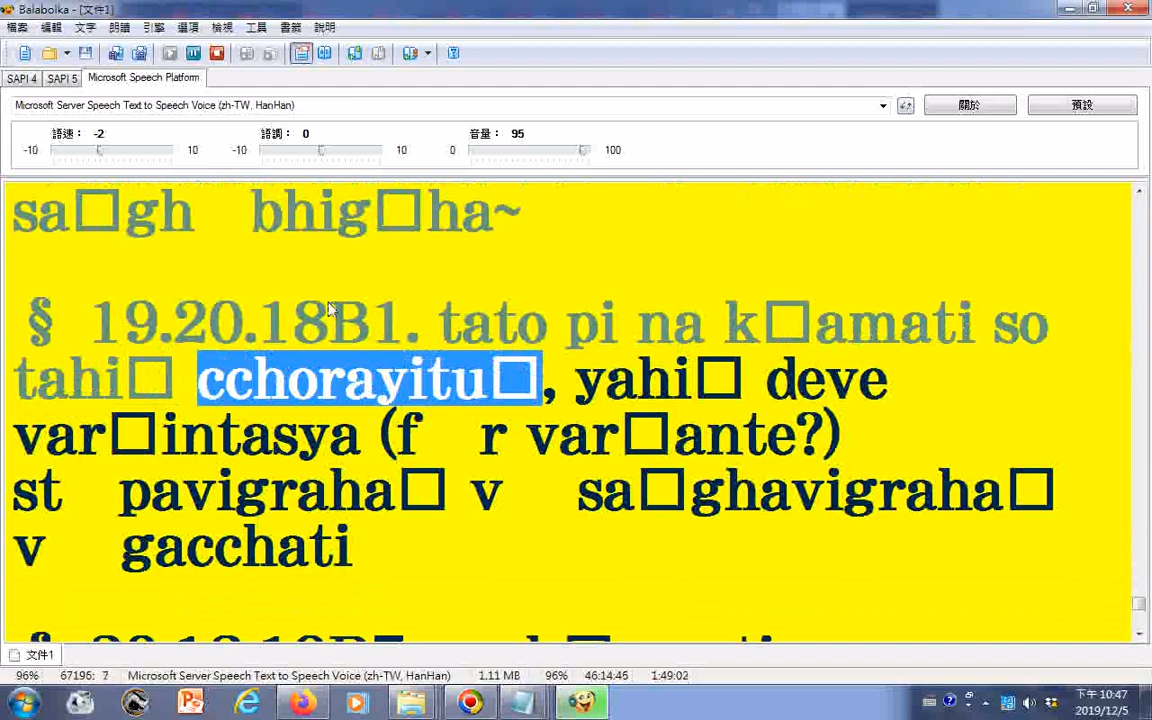 Balabolka - [文件1]
檔案 編輯 文字 朗讀 引擎 選項 檢視 工具 書籤 說明
SAPI 4 SAPI 5 Microsoft Speech Platform
Microsoft Server Speech Text to Speech Voice (zh-TW, HanHan) 關於 預設
語速： -2 語調： 0 音量： 95
-10 10 -10 10 0 100
sa□gh bhig□ha~
§ 19.20.18B1. tato pi na k□amati so
tahi□ cchorayitu□, yahi□ deve
var□intasya (f r var□ante?)
st pavigraha□ v sa□ghavigraha□
v gacchati
文件1
96% 67196: 7 Microsoft Server Speech Text to Speech Voice (zh-TW, HanHan) 1.11 MB 96% 46:14:45 1:49:02
下午 10:47
2019/12/5